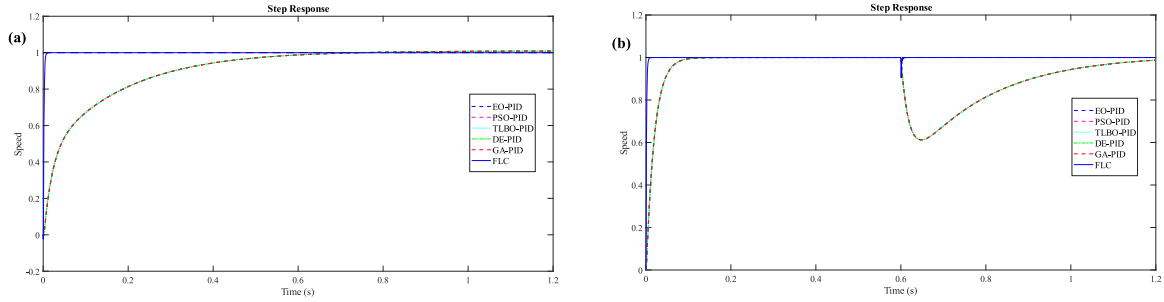 Step Response
(a)
1.2
1
0.8
0.6
0.4
0.2
0
-0.2
Speed
EO-PID
PSO-PID
TLBO-PID
DE-PID
GA-PID
FLC
0
0.2
0.4
0.6
0.8
1
1.2
Time (s)
Step Response
(b)
1.2
1
0.8
0.6
0.4
0.2
0
Speed
EO-PID
PSO-PID
TLBO-PID
DE-PID
GA-PID
FLC
0
0.2
0.4
0.6
0.8
1
1.2
Time (s)